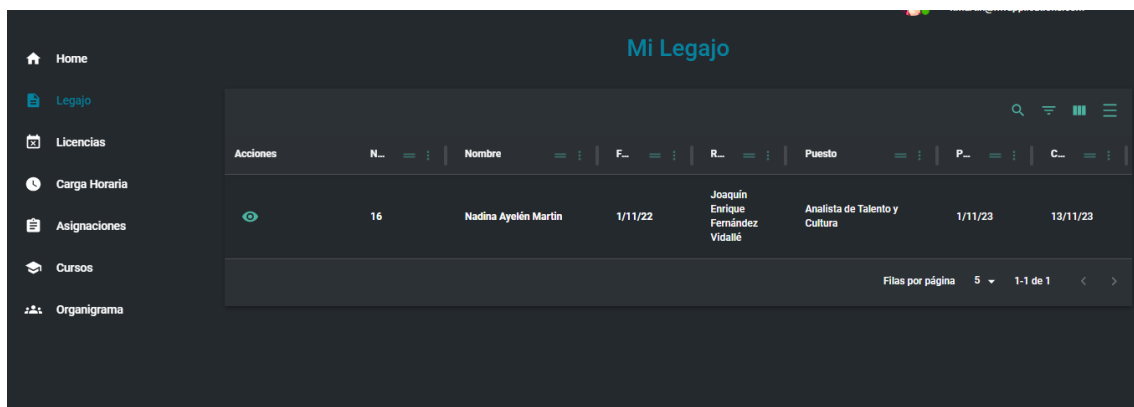 Mi Legajo
Home
Legajo
Licencias
Carga Horaria
Asignaciones
Cursos
Organigrama
Acciones N... Nombre F... R... Puesto P... C...
16 Nadina Ayelén Martin 1/11/22 Joaquín Enrique Fernández Vidallé Analista de Talento y Cultura 1/11/23 13/11/23
Filas por página 5 1-1 de 1